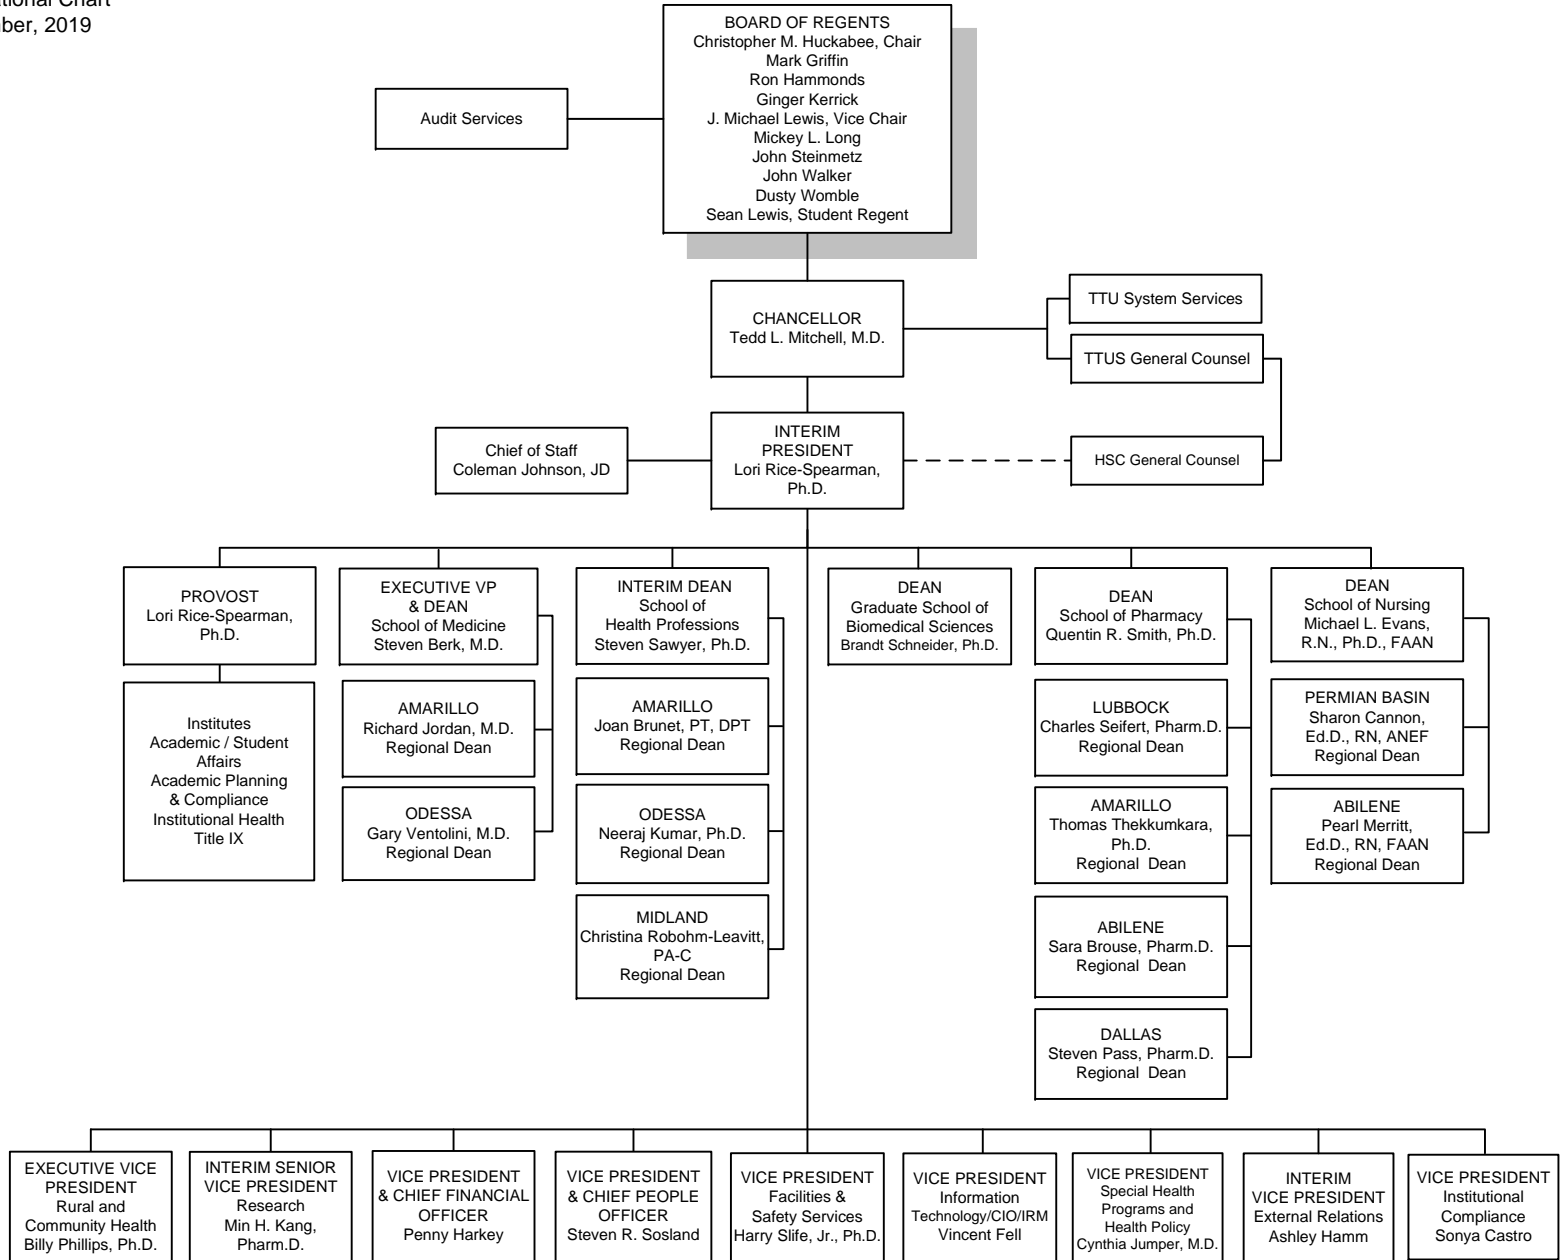 ational Chart
ber, 2019
BOARD OF REGENTS
Christopher M. Huckabee, Chair
Mark Griffin
Ron Hammonds
Ginger Kerrick
J. Michael Lewis, Vice Chair
Mickey L. Long
John Steinmetz
John Walker
Dusty Womble
Sean Lewis, Student Regent
Audit Services
CHANCELLOR
Tedd L. Mitchell, M.D.
TTU System Services
TTUS General Counsel
INTERIM
PRESIDENT
Lori Rice-Spearman,
Ph.D.
Chief of Staff
Coleman Johnson, JD
HSC General Counsel
PROVOST
Lori Rice-Spearman,
Ph.D.
Institutes
Academic / Student
Affairs
Academic Planning
& Compliance
Institutional Health
Title IX
EXECUTIVE VP
& DEAN
School of Medicine
Steven Berk, M.D.
AMARILLO
Richard Jordan, M.D.
Regional Dean
ODESSA
Gary Ventolini, M.D.
Regional Dean
INTERIM DEAN
School of
Health Professions
Steven Sawyer, Ph.D.
AMARILLO
Joan Brunet, PT, DPT
Regional Dean
ODESSA
Neeraj Kumar, Ph.D.
Regional Dean
MIDLAND
Christina Robohm-Leavitt,
PA-C
Regional Dean
DEAN
Graduate School of
Biomedical Sciences
Brandt Schneider, Ph.D.
DEAN
School of Pharmacy
Quentin R. Smith, Ph.D.
LUBBOCK
Charles Seifert, Pharm.D.
Regional Dean
AMARILLO
Thomas Thekkumkara,
Ph.D.
Regional Dean
ABILENE
Sara Brouse, Pharm.D.
Regional Dean
DALLAS
Steven Pass, Pharm.D.
Regional Dean
DEAN
School of Nursing
Michael L. Evans,
R.N., Ph.D., FAAN
PERMIAN BASIN
Sharon Cannon,
Ed.D., RN, ANEF
Regional Dean
ABILENE
Pearl Merritt,
Ed.D., RN, FAAN
Regional Dean
EXECUTIVE VICE
PRESIDENT
Rural and
Community Health
Billy Phillips, Ph.D.
INTERIM SENIOR
VICE PRESIDENT
Research
Min H. Kang,
Pharm.D.
VICE PRESIDENT
& CHIEF FINANCIAL
OFFICER
Penny Harkey
VICE PRESIDENT
& CHIEF PEOPLE
OFFICER
Steven R. Sosland
VICE PRESIDENT
Facilities &
Safety Services
Harry Slife, Jr., Ph.D.
VICE PRESIDENT
Information
Technology/CIO/IRM
Vincent Fell
VICE PRESIDENT
Special Health
Programs and
Health Policy
Cynthia Jumper, M.D.
INTERIM
VICE PRESIDENT
External Relations
Ashley Hamm
VICE PRESIDENT
Institutional
Compliance
Sonya Castro